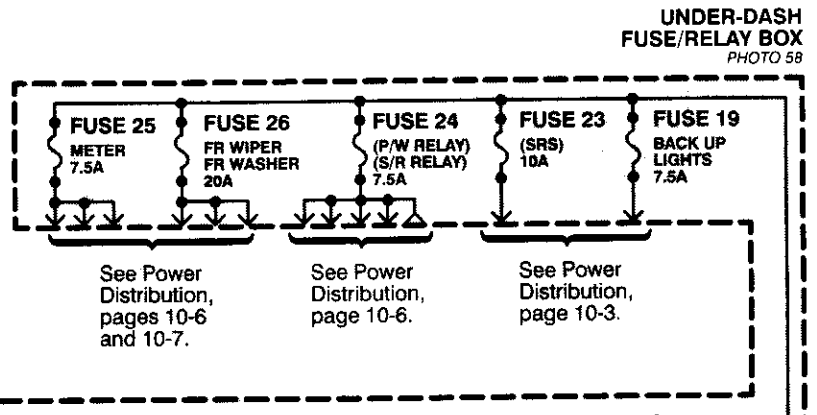 UNDER-DASH
FUSE/RELAY BOX
PHOTO 58
FUSE 25
METER
7.5A
FUSE 26
FR WIPER
FR WASHER
20A
FUSE 24
(P/W RELAY)
(S/R RELAY)
7.5A
FUSE 23
(SRS)
10A
FUSE 19
BACK UP
LIGHTS
7.5A
See Power
Distribution,
pages 10-6
and 10-7.
See Power
Distribution,
page 10-6.
See Power
Distribution,
page 10-3.